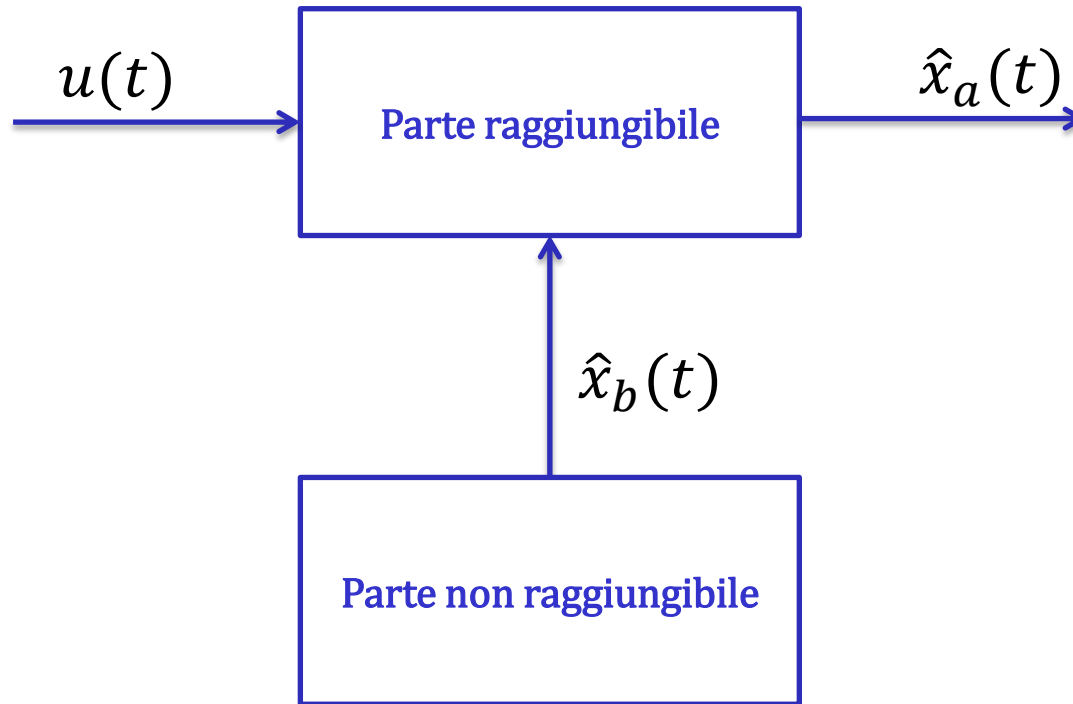 u(t)
Parte raggiungibile
x̂_a(t)
x̂_b(t)
Parte non raggiungibile